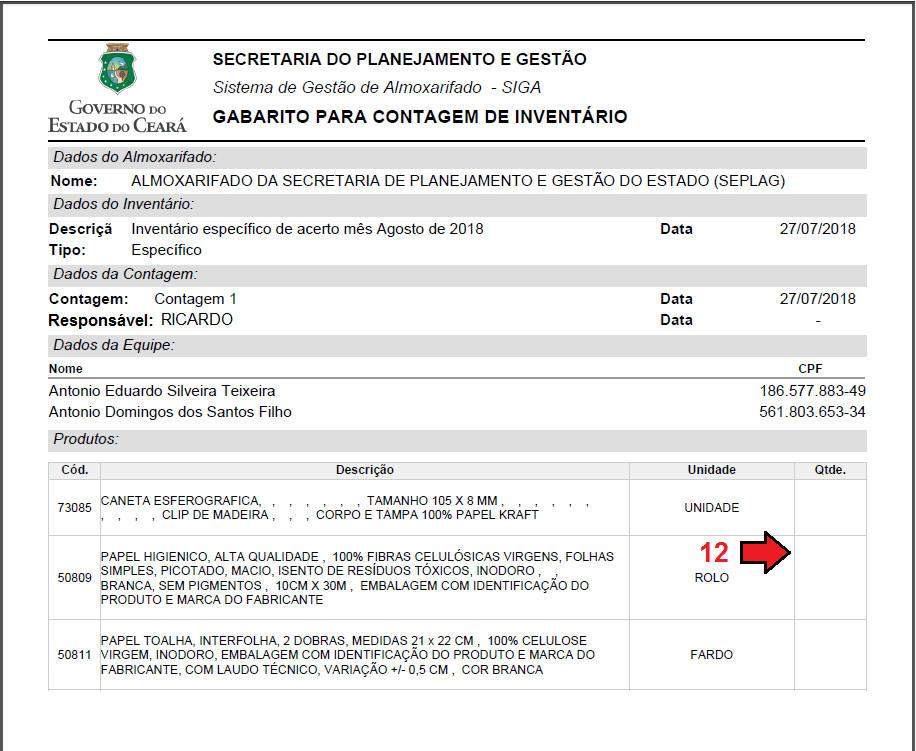 GOVERNO DO
ESTADO DO CEARÁ
SECRETARIA DO PLANEJAMENTO E GESTÃO
Sistema de Gestão de Almoxarifado - SIGA
GABARITO PARA CONTAGEM DE INVENTÁRIO
Dados do Almoxarifado:
Nome: ALMOXARIFADO DA SECRETARIA DE PLANEJAMENTO E GESTÃO DO ESTADO (SEPLAG)
Dados do Inventário:
Descriçã Inventário específico de acerto mês Agosto de 2018 Data 27/07/2018
Tipo: Específico
Dados da Contagem:
Contagem: Contagem 1 Data 27/07/2018
Responsável: RICARDO Data -
Dados da Equipe:
Nome CPF
Antonio Eduardo Silveira Teixeira 186.577.883-49
Antonio Domingos dos Santos Filho 561.803.653-34
Produtos:
Cód. Descrição Unidade Qtde.
73085 CANETA ESFEROGRAFICA, , , , , , , TAMANHO 105 X 8 MM , , , , , ,
, , , , CLIP DE MADEIRA , , , CORPO E TAMPA 100% PAPEL KRAFT UNIDADE
50809 PAPEL HIGIENICO, ALTA QUALIDADE , 100% FIBRAS CELULÓSICAS VIRGENS, FOLHAS
SIMPLES, PICOTADO, MACIO, ISENTO DE RESÍDUOS TÓXICOS, INODORO , ,
BRANCA, SEM PIGMENTOS , 10CM X 30M , EMBALAGEM COM IDENTIFICAÇÃO DO
PRODUTO E MARCA DO FABRICANTE
12
ROLO
50811 PAPEL TOALHA, INTERFOLHA, 2 DOBRAS, MEDIDAS 21 x 22 CM , 100% CELULOSE
VIRGEM, INODORO, EMBALAGEM COM IDENTIFICAÇÃO DO PRODUTO E MARCA DO
FABRICANTE, COM LAUDO TÉCNICO, VARIAÇÃO +/- 0,5 CM , COR BRANCA
FARDO